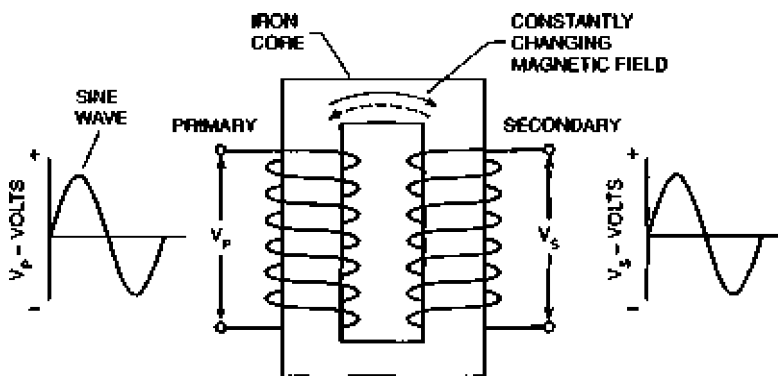 IRON
CORE
CONSTANTLY
CHANGING
MAGNETIC FIELD
SINE
WAVE
PRIMARY
SECONDARY
+
VP – VOLTS
–
VP
VS
+
VS – VOLTS
–